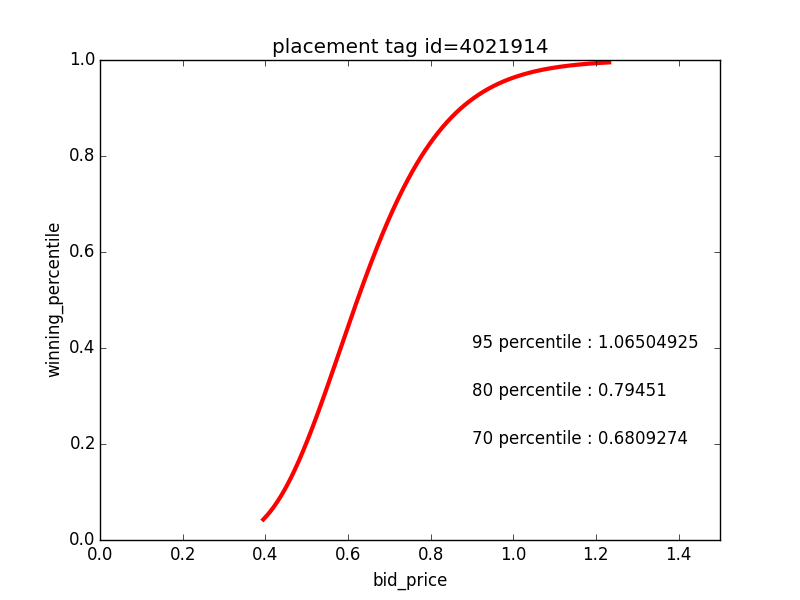 placement tag id=4021914
1.0
0.8
0.6
0.4
0.2
0.0
winning_percentile
95 percentile : 1.06504925
80 percentile : 0.79451
70 percentile : 0.6809274
0.0 0.2 0.4 0.6 0.8 1.0 1.2 1.4
bid_price